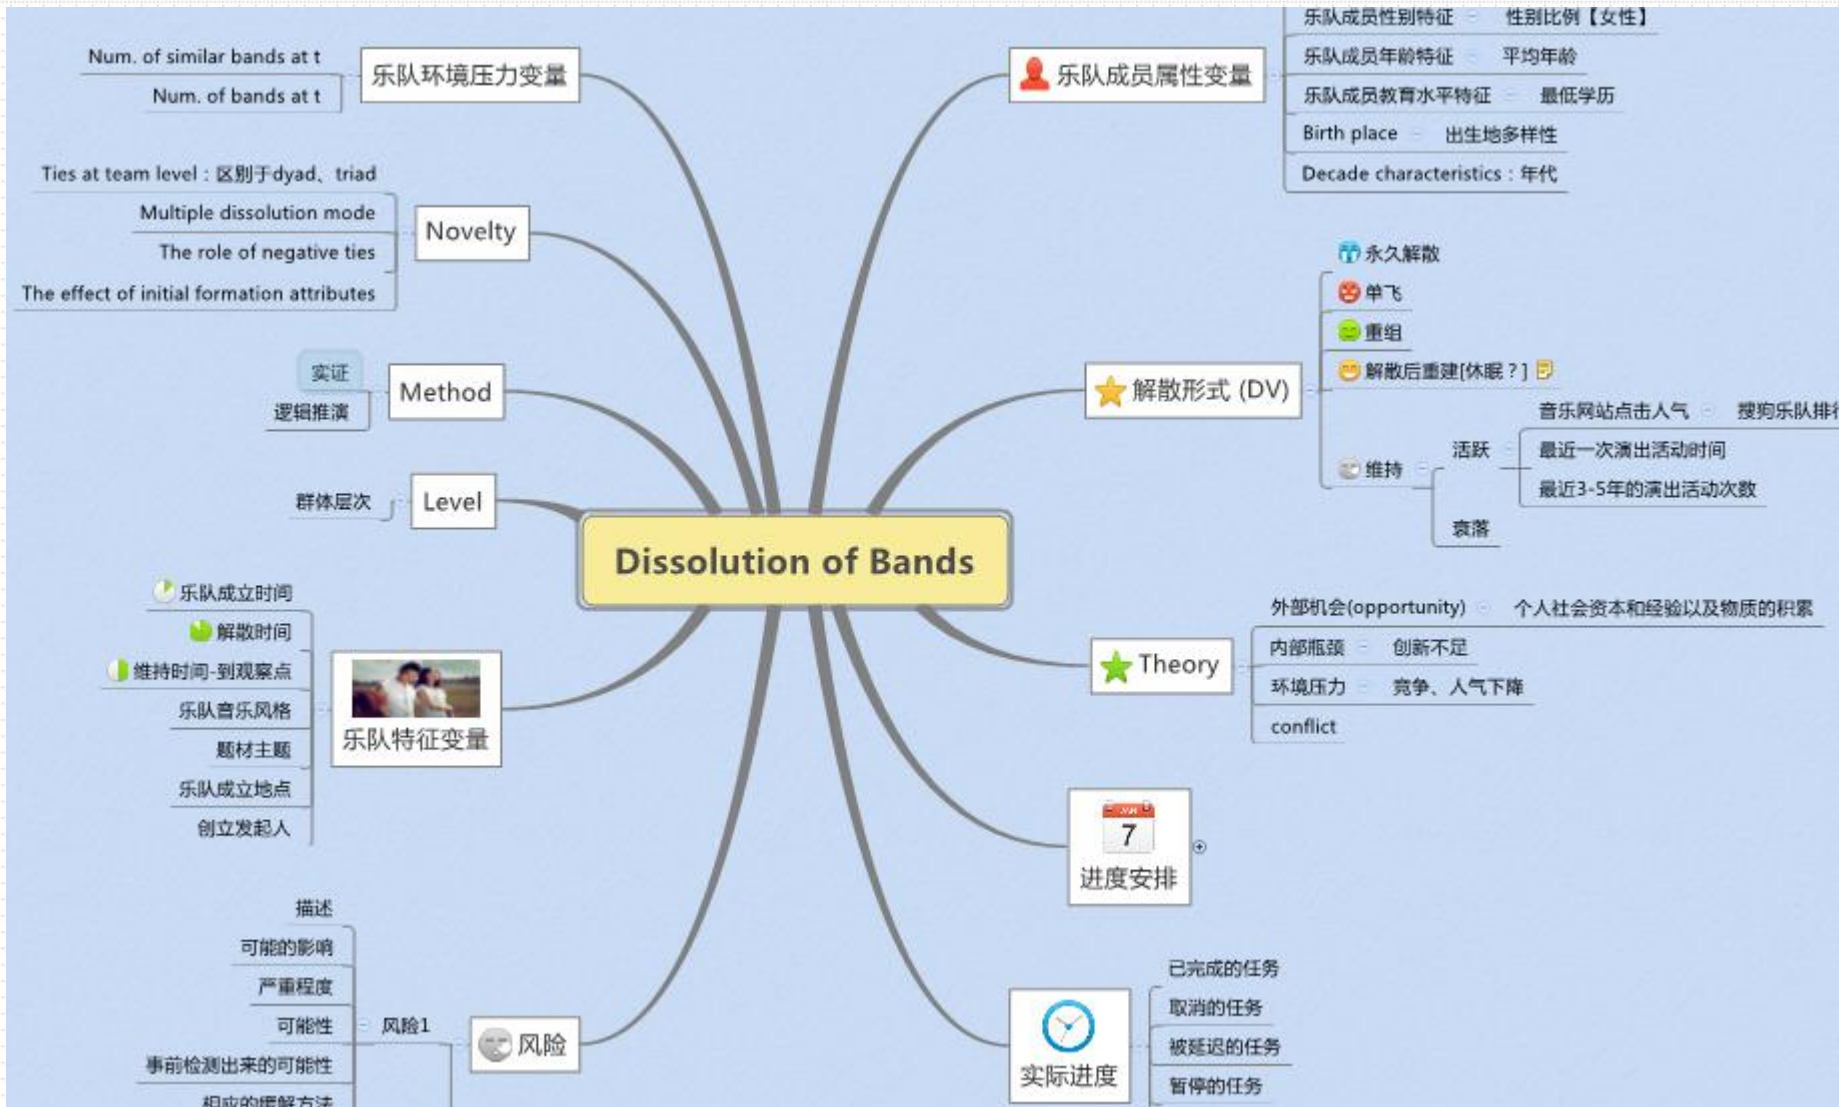 乐队环境压力变量
Num. of similar bands at t
Num. of bands at t
Novelty
Ties at team level：区别于dyad、triad
Multiple dissolution mode
The role of negative ties
The effect of initial formation attributes
Method
实证
逻辑推演
Level
群体层次
Dissolution of Bands
乐队特征变量
乐队成立时间
解散时间
维持时间-到观察点
乐队音乐风格
题材主题
乐队成立地点
创立发起人
风险
风险1
描述
可能的影响
严重程度
可能性
事前检测出来的可能性
相应的缓解方法
乐队成员属性变量
乐队成员性别特征 性别比例【女性】
乐队成员年龄特征 平均年龄
乐队成员教育水平特征 最低学历
Birth place 出生地多样性
Decade characteristics：年代
解散形式 (DV)
永久解散
单飞
重组
解散后重建[休眠？]
维持
活跃
音乐网站点击人气 搜狗乐队排
最近一次演出活动时间
最近3-5年的演出活动次数
衰落
Theory
外部机会(opportunity) 个人社会资本和经验以及物质的积累
内部瓶颈 创新不足
环境压力 竞争、人气下降
conflict
JAN
7
进度安排
实际进度
已完成的任务
取消的任务
被延迟的任务
暂停的任务